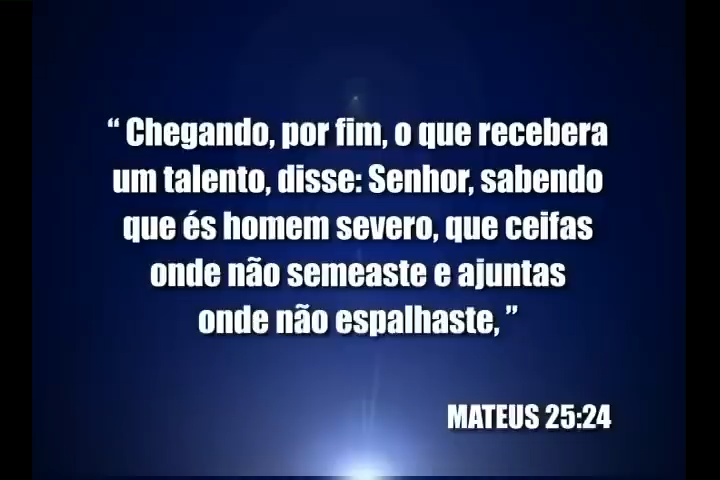 “ Chegando, por fim, o que recebera
um talento, disse: Senhor, sabendo
que és homem severo, que ceifas
onde não semeaste e ajuntas
onde não espalhaste, ”
MATEUS 25:24